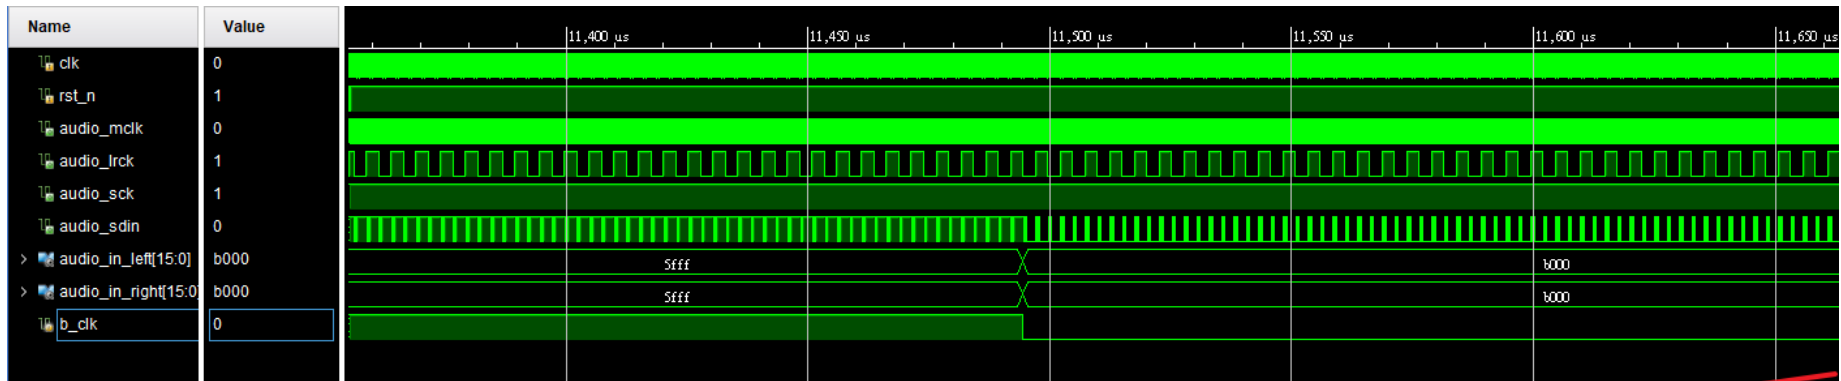 Name Value
11,400 us 11,450 us 11,500 us 11,550 us 11,600 us 11,650 us
clk 0
rst_n 1
audio_mclk 0
audio_lrck 1
audio_sck 1
audio_sdin 0
audio_in_left[15:0] b000 5fff b000
audio_in_right[15:0] b000 5fff b000
b_clk 0